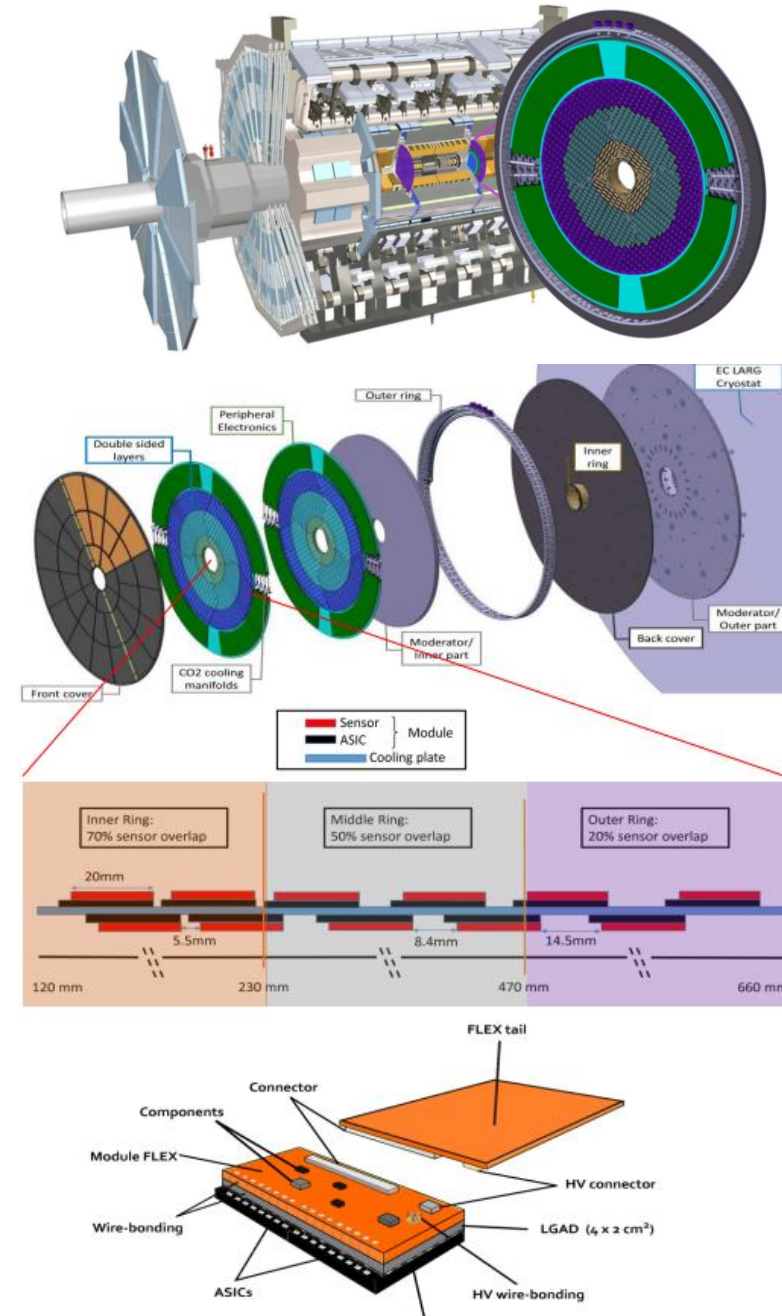 EC LARG
Cryostat
Outer ring
Peripheral
Electronics
Double sided
layers
Inner
ring
Moderator/
Outer part
Back cover
Moderator/
Inner part
CO2 cooling
manifolds
Front cover
Sensor
ASIC
Module
Cooling plate
Inner Ring:
70% sensor overlap
Middle Ring:
50% sensor overlap
Outer Ring:
20% sensor overlap
20mm
5.5mm
8.4mm
14.5mm
120 mm
230 mm
470 mm
660 mm
FLEX tail
Connector
Components
Module FLEX
HV connector
Wire-bonding
LGAD (4 x 2 cm²)
ASICs
HV wire-bonding